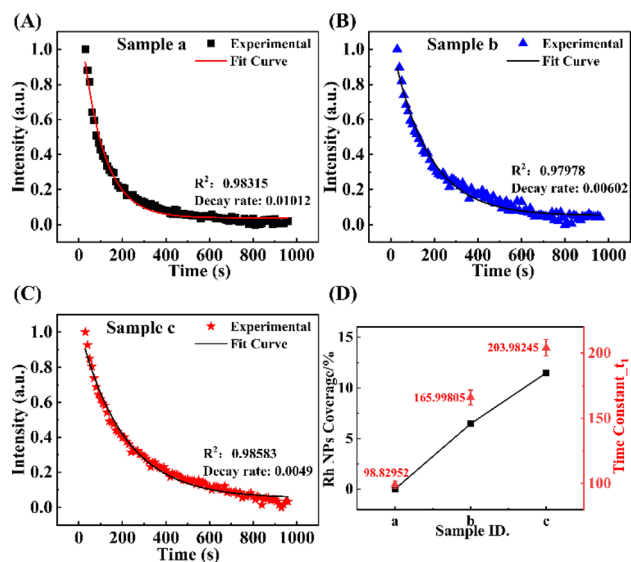 (A)
Sample a
Experimental
Fit Curve
R²: 0.98315
Decay rate: 0.01012
Intensity (a.u.)
1.0
0.8
0.6
0.4
0.2
0.0
0 200 400 600 800 1000
Time (s)
(B)
Sample b
Experimental
Fit Curve
R²: 0.97978
Decay rate: 0.00602
Intensity (a.u.)
1.0
0.8
0.6
0.4
0.2
0.0
0 200 400 600 800 1000
Time (s)
(C)
Sample c
Experimental
Fit Curve
R²: 0.98583
Decay rate: 0.0049
Intensity (a.u.)
1.0
0.8
0.6
0.4
0.2
0.0
0 200 400 600 800 1000
Time (s)
(D)
Rh NPs Coverage/%
15
10
5
0
98.82952
165.99805
203.98245
200
150
100
Time Constant_t₁
a b c
Sample ID.